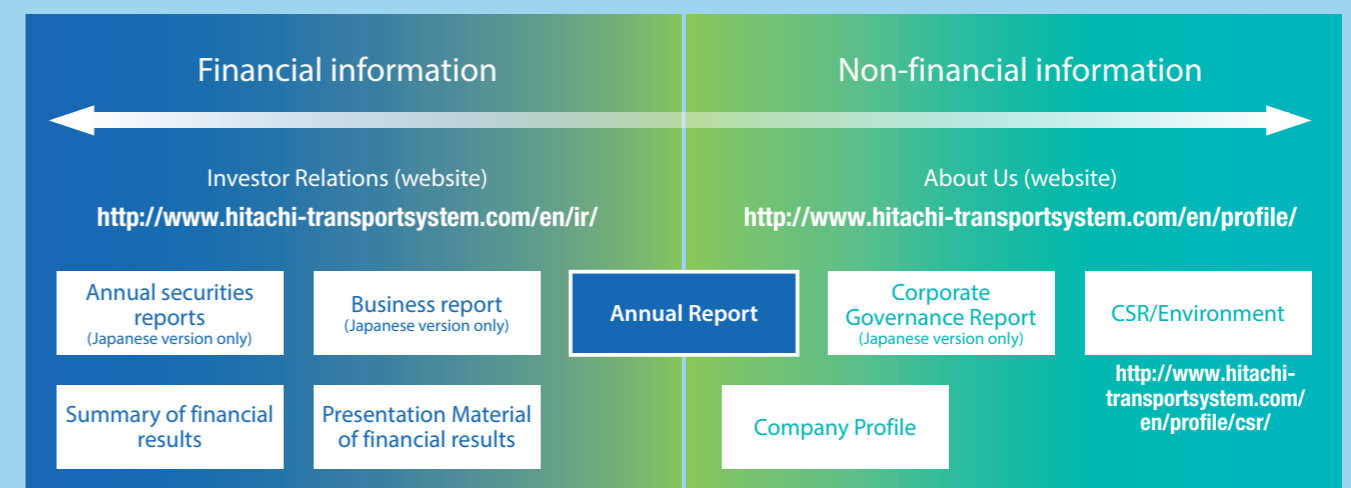 Financial information
Non-financial information
Investor Relations (website)
http://www.hitachi-transportsystem.com/en/ir/
About Us (website)
http://www.hitachi-transportsystem.com/en/profile/
Annual securities
reports
(Japanese version only)
Business report
(Japanese version only)
Annual Report
Corporate
Governance Report
(Japanese version only)
CSR/Environment
http://www.hitachi-
transportsystem.com/
en/profile/csr/
Summary of financial
results
Presentation Material
of financial results
Company Profile